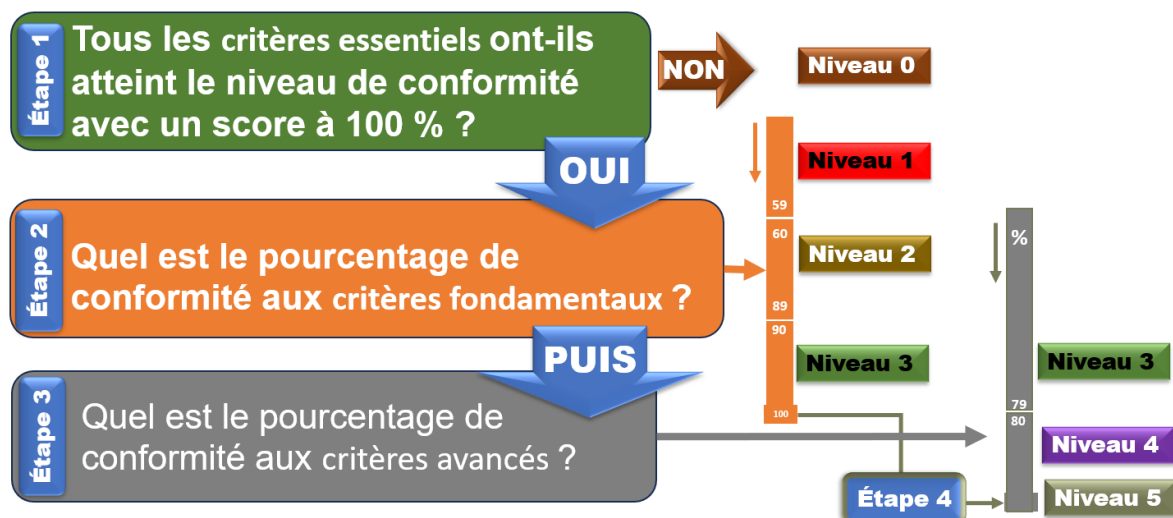 Étape 1
Tous les critères essentiels ont-ils
atteint le niveau de conformité
avec un score à 100 % ?
NON
Niveau 0
OUI
Niveau 1
59
60
Niveau 2
89
90
Niveau 3
100
Étape 2
Quel est le pourcentage de
conformité aux critères fondamentaux ?
PUIS
Étape 3
Quel est le pourcentage de
conformité aux critères avancés ?
%
Niveau 3
79
80
Niveau 4
Étape 4
Niveau 5